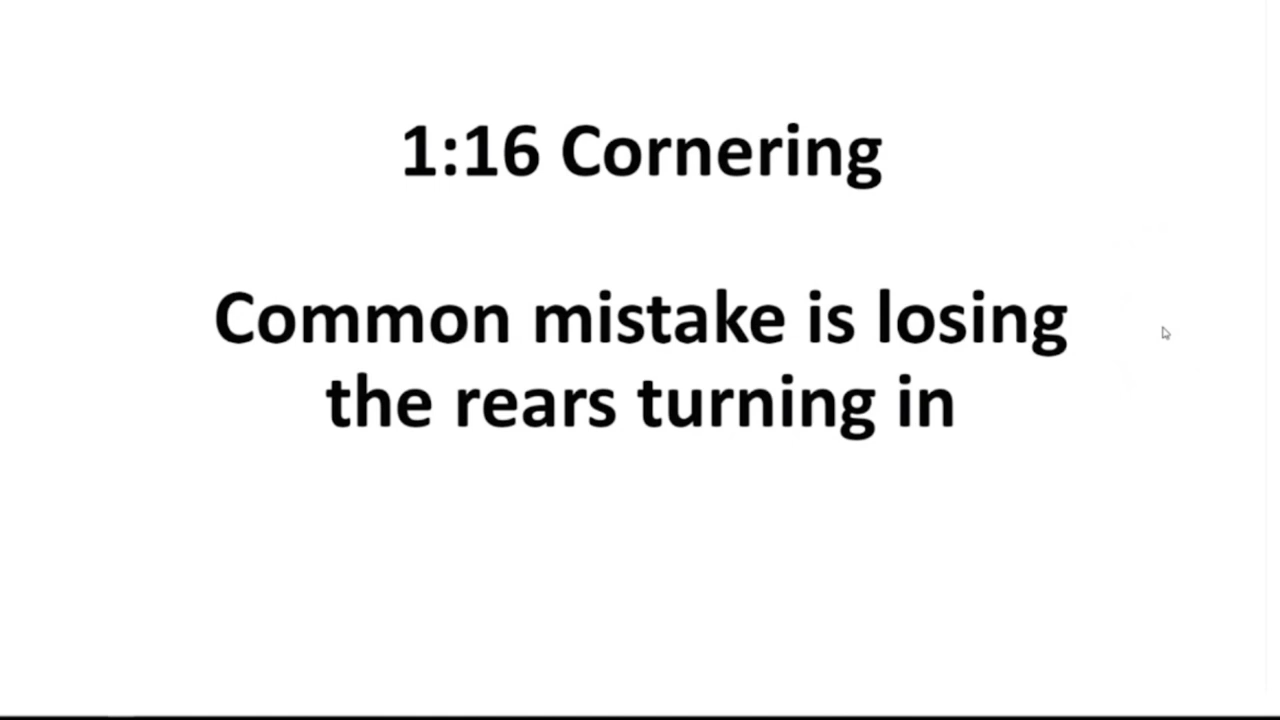 1:16 Cornering
Common mistake is losing
the rears turning in